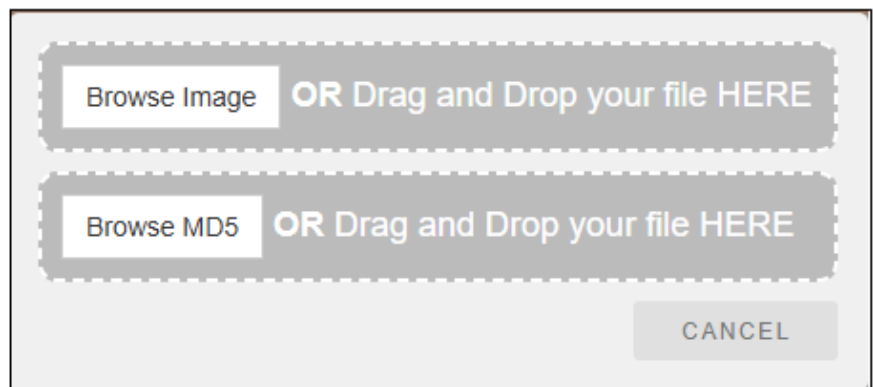 Browse Image OR Drag and Drop your file HERE
Browse MD5 OR Drag and Drop your file HERE
CANCEL